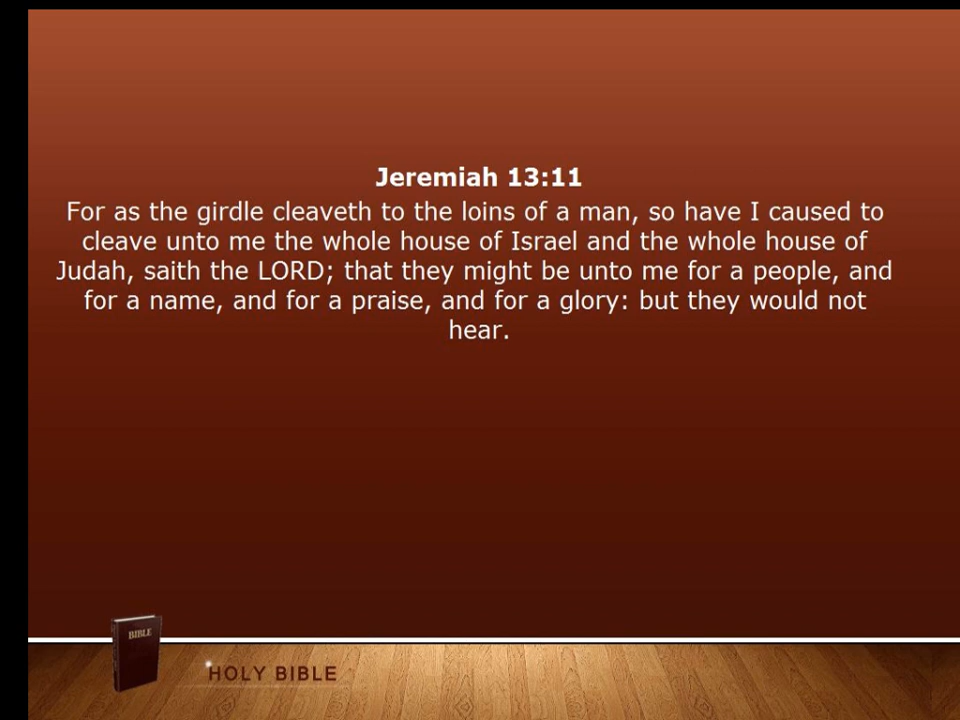 Jeremiah 13:11
For as the girdle cleaveth to the loins of a man, so have I caused to
cleave unto me the whole house of Israel and the whole house of
Judah, saith the LORD; that they might be unto me for a people, and
for a name, and for a praise, and for a glory: but they would not
hear.
BIBLE
HOLY BIBLE